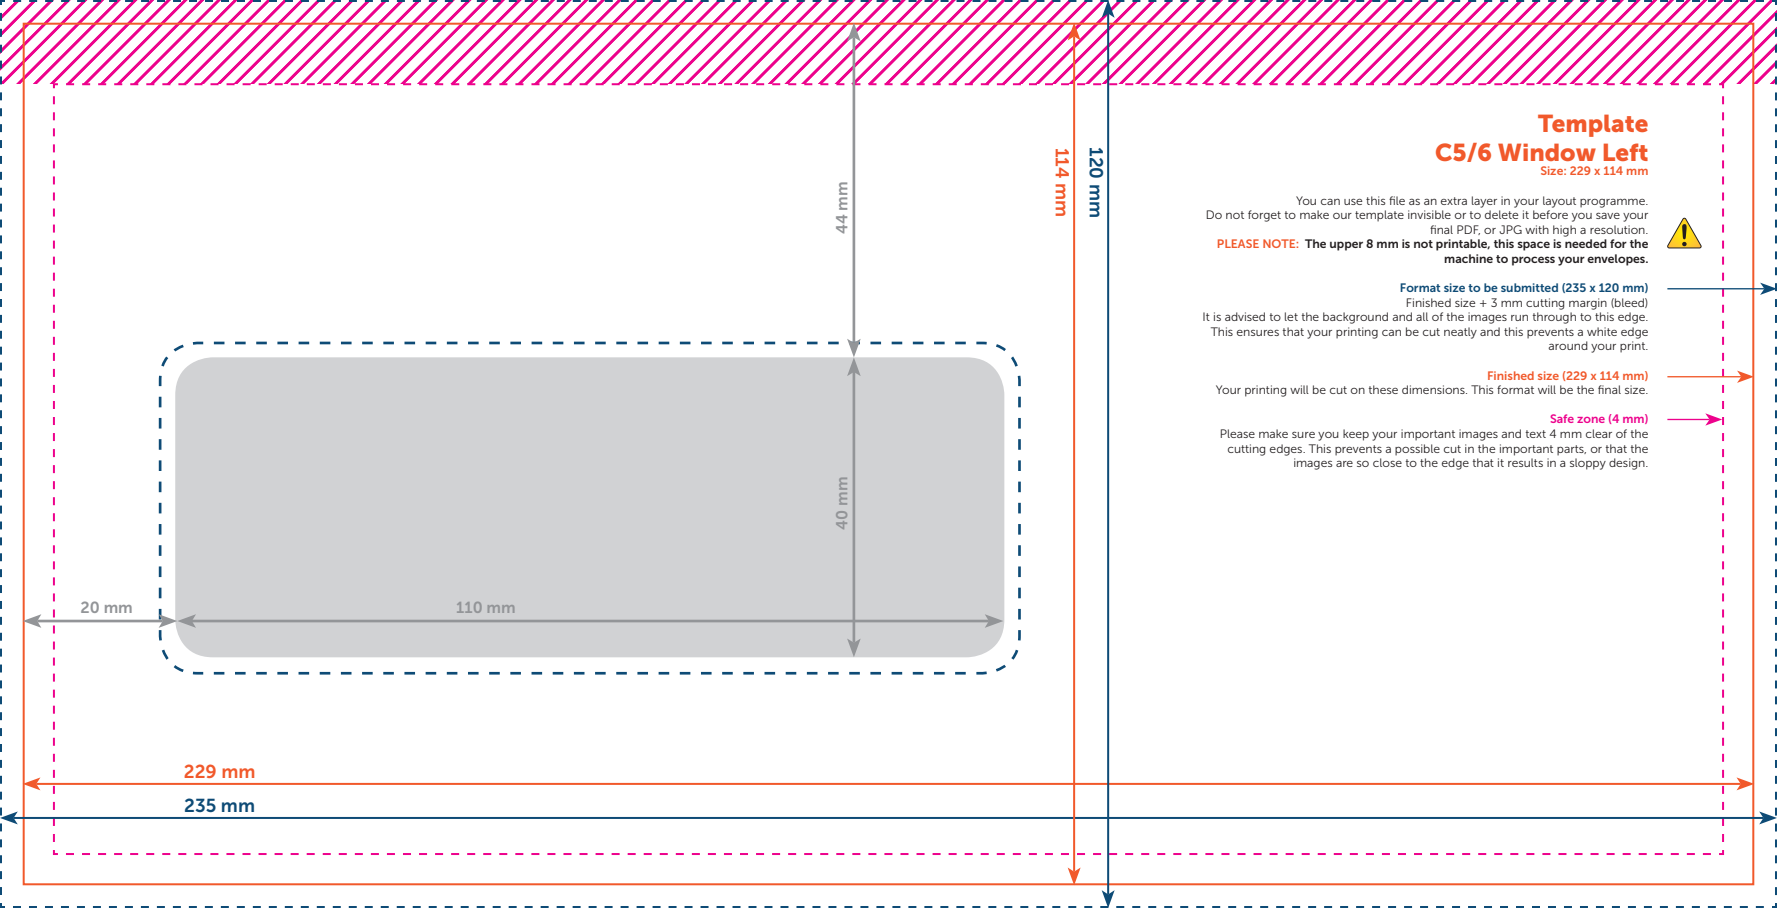 Template
C5/6 Window Left
Size: 229 x 114 mm
You can use this file as an extra layer in your layout programme.
Do not forget to make our template invisible or to delete it before you save your
final PDF, or JPG with high a resolution.
PLEASE NOTE: The upper 8 mm is not printable, this space is needed for the
machine to process your envelopes.
Format size to be submitted (235 x 120 mm)
Finished size + 3 mm cutting margin (bleed)
It is advised to let the background and all of the images run through to this edge.
This ensures that your printing can be cut neatly and this prevents a white edge
around your print.
Finished size (229 x 114 mm)
Your printing will be cut on these dimensions. This format will be the final size.
Safe zone (4 mm)
Please make sure you keep your important images and text 4 mm clear of the
cutting edges. This prevents a possible cut in the important parts, or that the
images are so close to the edge that it results in a sloppy design.
44 mm
114 mm
120 mm
40 mm
20 mm
110 mm
229 mm
235 mm